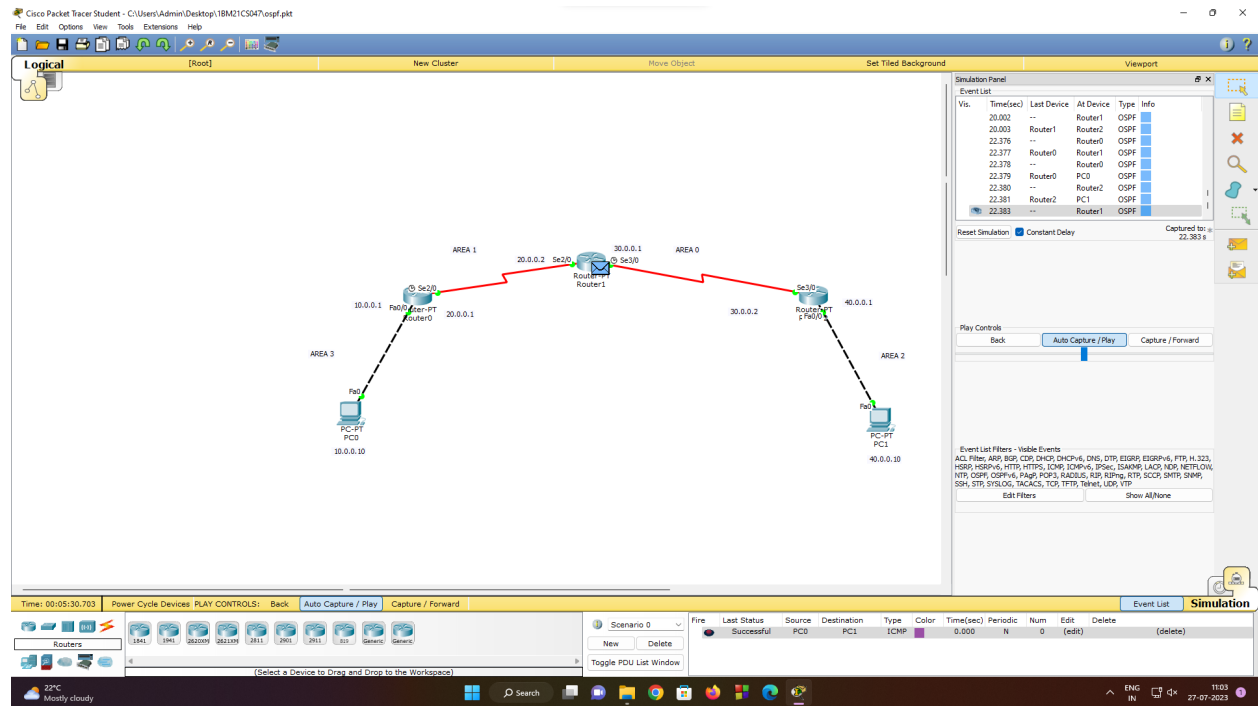 Cisco Packet Tracer Student - C:\Users\Admin\Desktop\1BM21CS047\ospf.pkt
File Edit Options View Tools Extensions Help
Logical [Root] New Cluster Move Object Set Tiled Background Viewport
Simulation Panel
Event List
Vis. Time(sec) Last Device At Device Type Info
20.002 -- Router1 OSPF
20.003 Router1 Router2 OSPF
22.376 -- Router0 OSPF
22.377 Router0 Router1 OSPF
22.378 -- Router0 OSPF
22.379 Router0 PC0 OSPF
22.380 -- Router2 OSPF
22.381 Router2 PC1 OSPF
22.383 -- Router1 OSPF
Reset Simulation Constant Delay Captured to:
22.383 s
Play Controls
Back Auto Capture / Play Capture / Forward
Event List Filters - Visible Events
ACL Filter, ARP, BGP, CDP, DHCP, DHCPv6, DNS, DTP, EIGRP, EIGRPv6, FTP, H.323,
HSRP, HSRPv6, HTTP, HTTPS, ICMP, ICMPv6, IPSec, ISAKMP, LACP, NDP, NETFLOW,
NTP, OSPF, OSPFv6, PAgP, POP3, RADIUS, RIP, RIPng, RTP, SCCP, SMTP, SNMP,
SSH, STP, SYSLOG, TACACS, TCP, TFTP, Telnet, UDP, VTP
Edit Filters Show All/None
AREA 1
30.0.0.1
AREA 0
20.0.0.2 Se2/0
Se3/0
Router-PT
Router1
Se2/0
10.0.0.1 Fa0/0
Router0
20.0.0.1
Se3/0
40.0.0.1
Router-PT
Fa0/0
30.0.0.2
AREA 3
AREA 2
Fa0
PC-PT
PC0
10.0.0.10
Fa0
PC-PT
PC1
40.0.0.10
Time: 00:05:30.703 Power Cycle Devices PLAY CONTROLS: Back Auto Capture / Play Capture / Forward Event List Simulation
Routers
1841 1941 2620XM 2621XM 2811 2901 2911 819 Generic Generic
(Select a Device to Drag and Drop to the Workspace)
Scenario 0
New Delete
Toggle PDU List Window
Fire Last Status Source Destination Type Color Time(sec) Periodic Num Edit Delete
Successful PC0 PC1 ICMP 0.000 N 0 (edit) (delete)
22°C
Mostly cloudy
Search
ENG
IN
11:03
27-07-2023
1